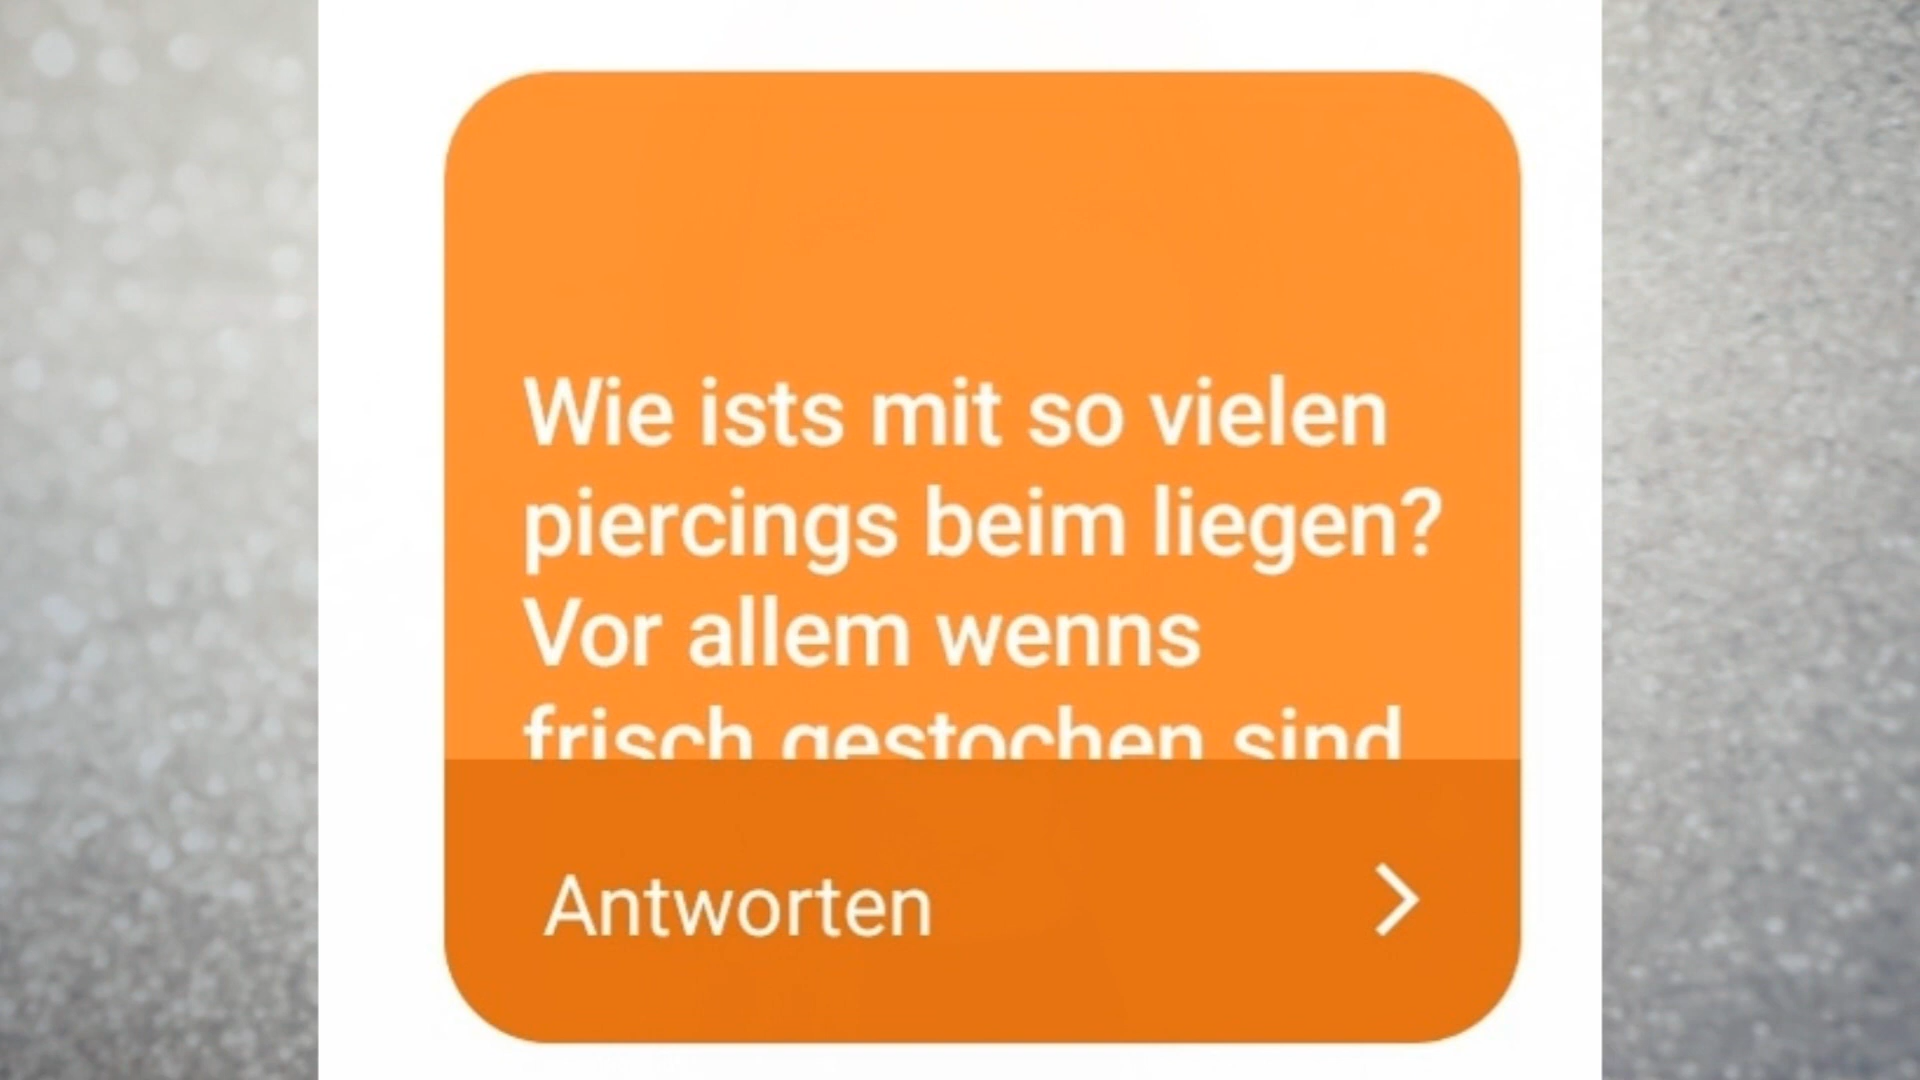 Wie ists mit so vielen
piercings beim liegen?
Vor allem wenns
frisch gestochen sind
Antworten